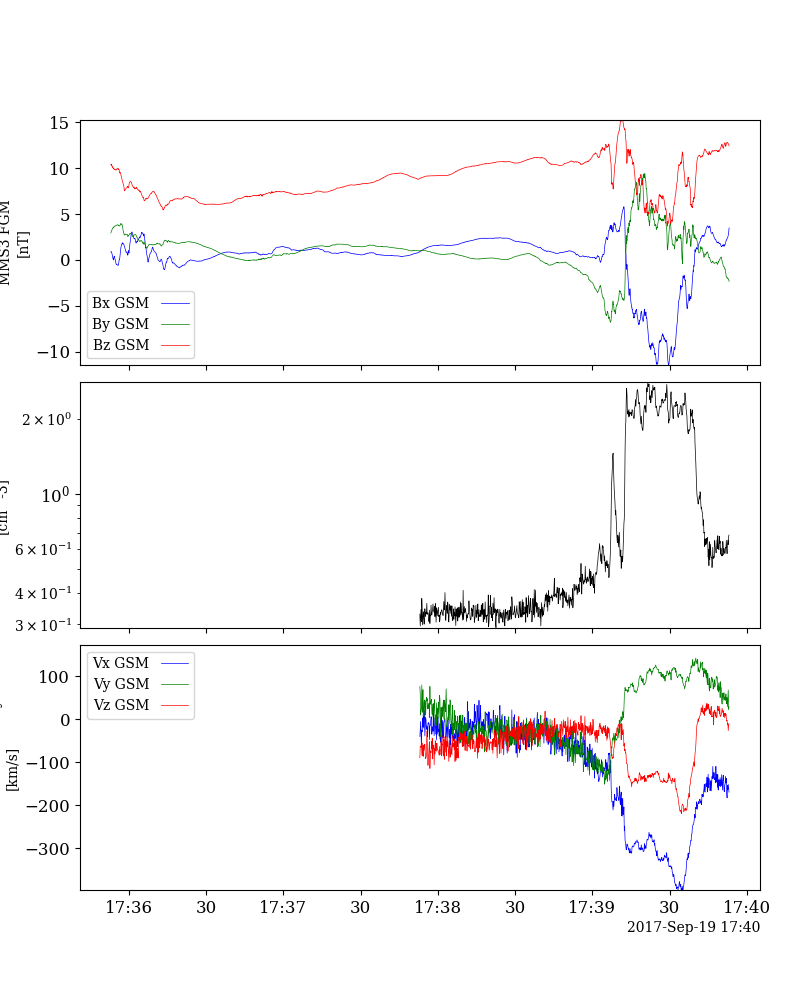 15
10
5
0
−5
−10
MMS3 FGM
[nT]
Bx GSM
By GSM
Bz GSM
2 × 10⁰
10⁰
6 × 10⁻¹
4 × 10⁻¹
3 × 10⁻¹
100
0
−100
−200
−300
[km/s]
Vx GSM
Vy GSM
Vz GSM
17:36 30 17:37 30 17:38 30 17:39 30 17:40
2017-Sep-19 17:40